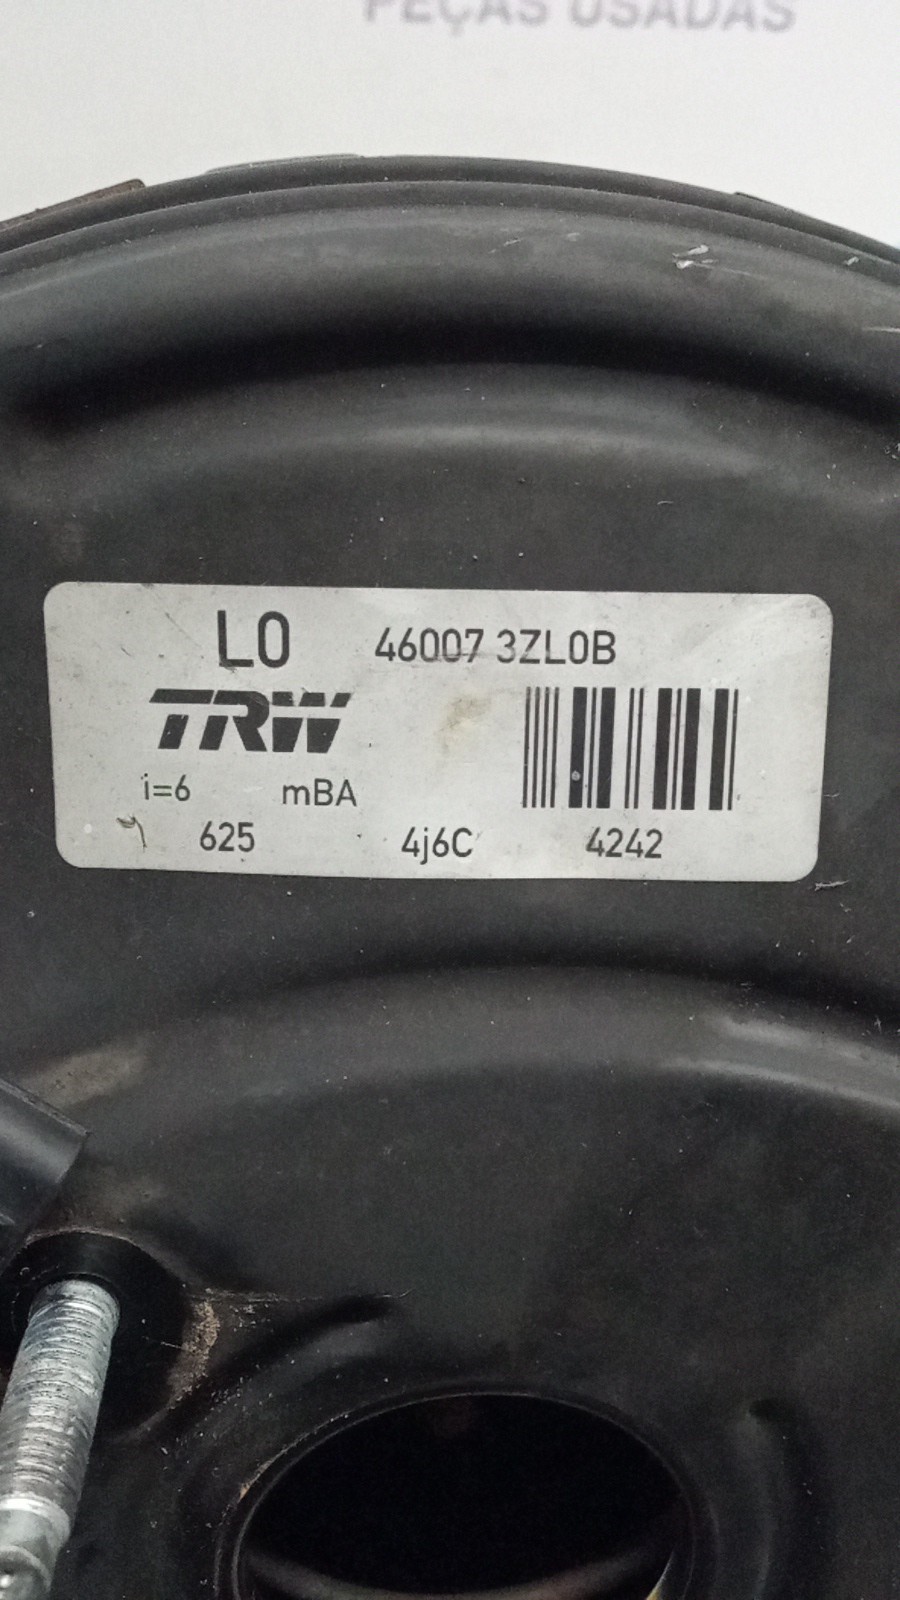 PEÇAS USADAS
L0 46007 3ZL0B
TRW
i=6 mBA
625 4j6C 4242